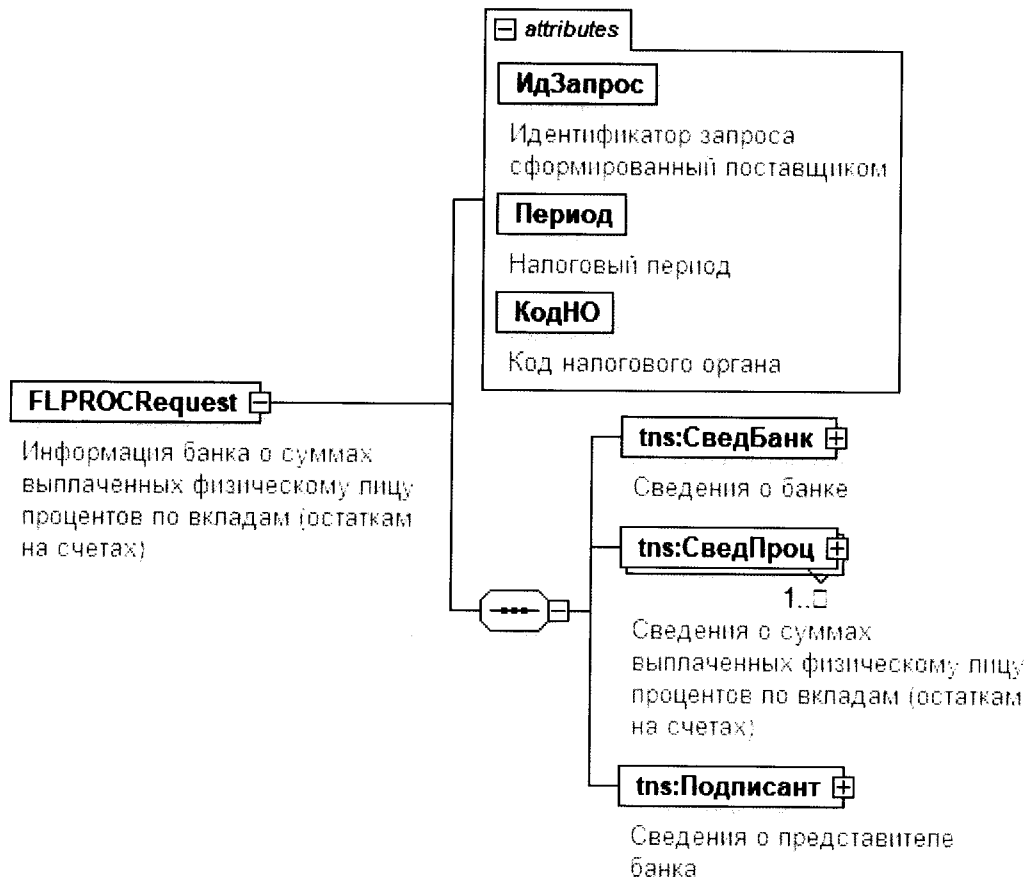 attributes
ИдЗапрос
Идентификатор запроса
сформированный поставщиком
Период
Налоговый период
КодНО
Код налогового органа
FLPROCRequest
Информация банка о суммах
выплаченных физическому лицу
процентов по вкладам (остаткам
на счетах)
tns:СведБанк
Сведения о банке
tns:СведПроц
1..□
Сведения о суммах
выплаченных физическому лицу
процентов по вкладам (остаткам
на счетах)
tns:Подписант
Сведения о представителе
банка